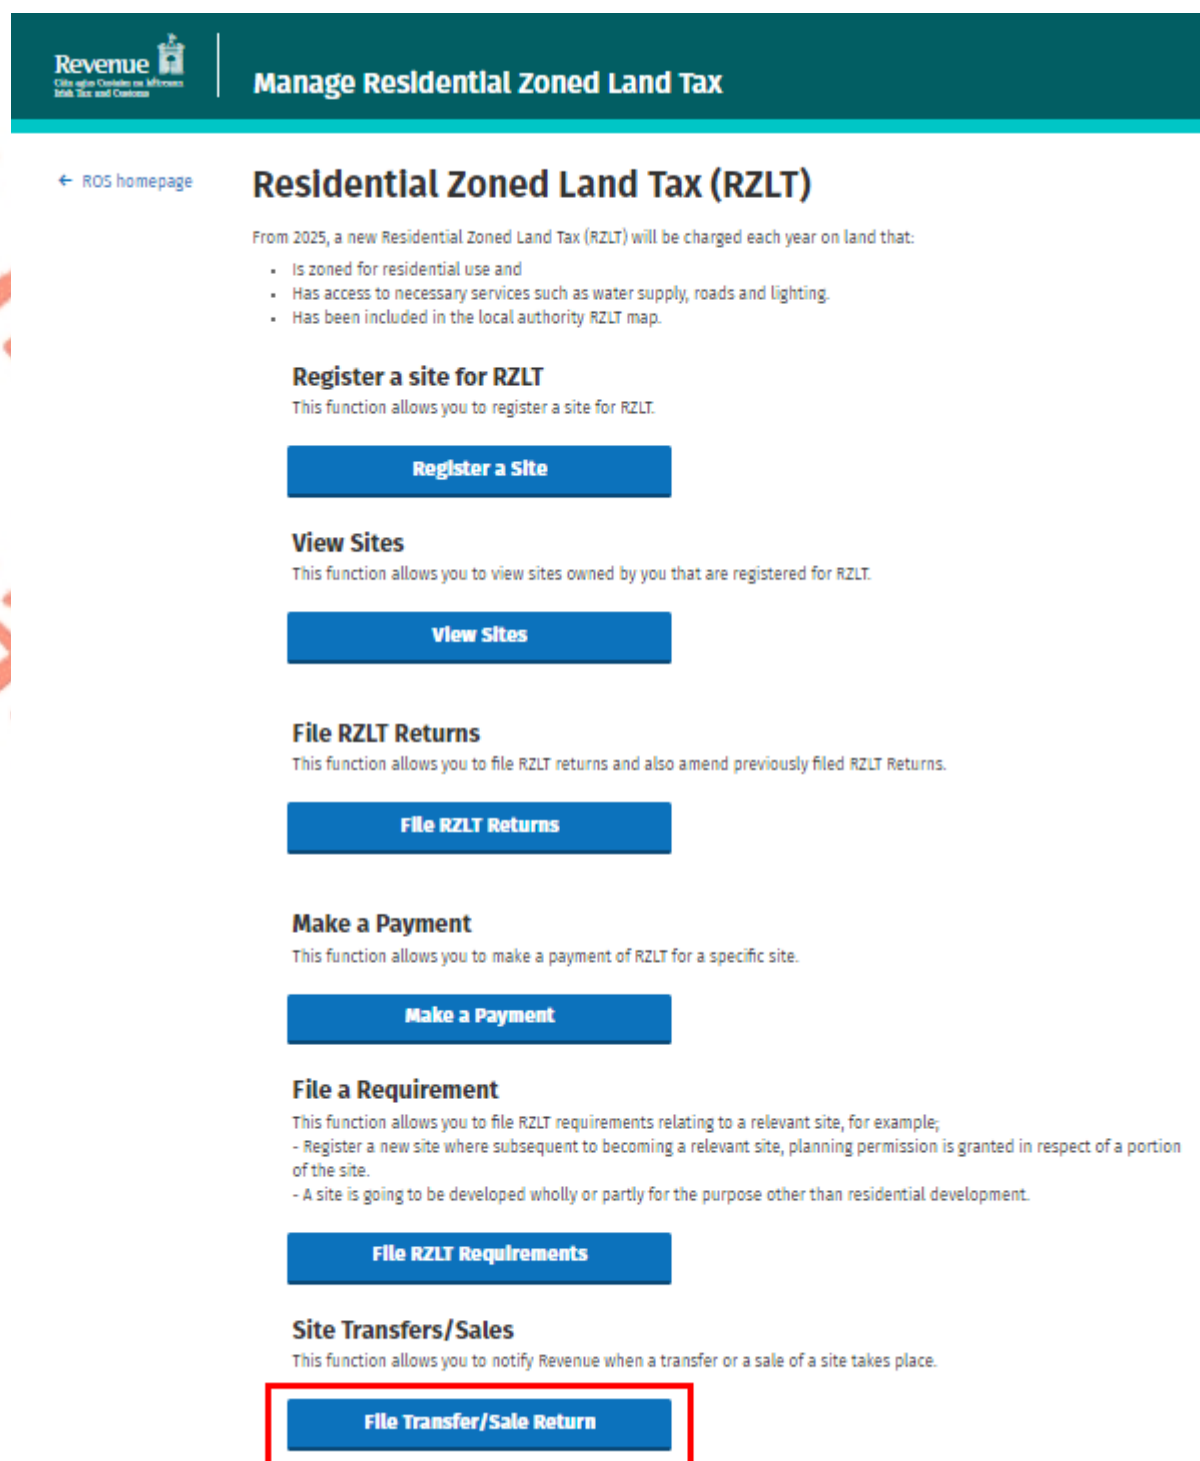 Revenue
Cáin agus Custaim na hÉireann
Irish Tax and Customs
Manage Residential Zoned Land Tax
← ROS homepage
Residential Zoned Land Tax (RZLT)
From 2025, a new Residential Zoned Land Tax (RZLT) will be charged each year on land that:
• Is zoned for residential use and
• Has access to necessary services such as water supply, roads and lighting.
• Has been included in the local authority RZLT map.
Register a site for RZLT
This function allows you to register a site for RZLT.
Register a Site
View Sites
This function allows you to view sites owned by you that are registered for RZLT.
View Sites
File RZLT Returns
This function allows you to file RZLT returns and also amend previously filed RZLT Returns.
File RZLT Returns
Make a Payment
This function allows you to make a payment of RZLT for a specific site.
Make a Payment
File a Requirement
This function allows you to file RZLT requirements relating to a relevant site, for example;
- Register a new site where subsequent to becoming a relevant site, planning permission is granted in respect of a portion
of the site.
- A site is going to be developed wholly or partly for the purpose other than residential development.
File RZLT Requirements
Site Transfers/Sales
This function allows you to notify Revenue when a transfer or a sale of a site takes place.
File Transfer/Sale Return